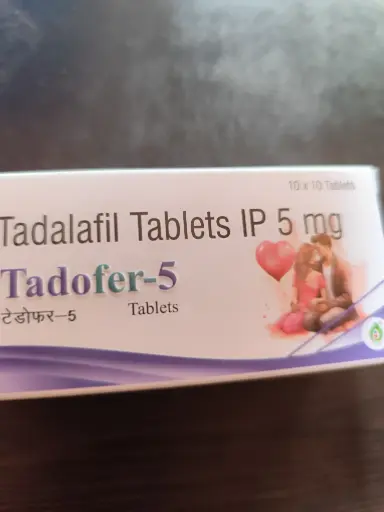 10 x 10 Tablets
Tadalafil Tablets IP 5 mg
Tadofer-5
Tablets
टेडोफर-5